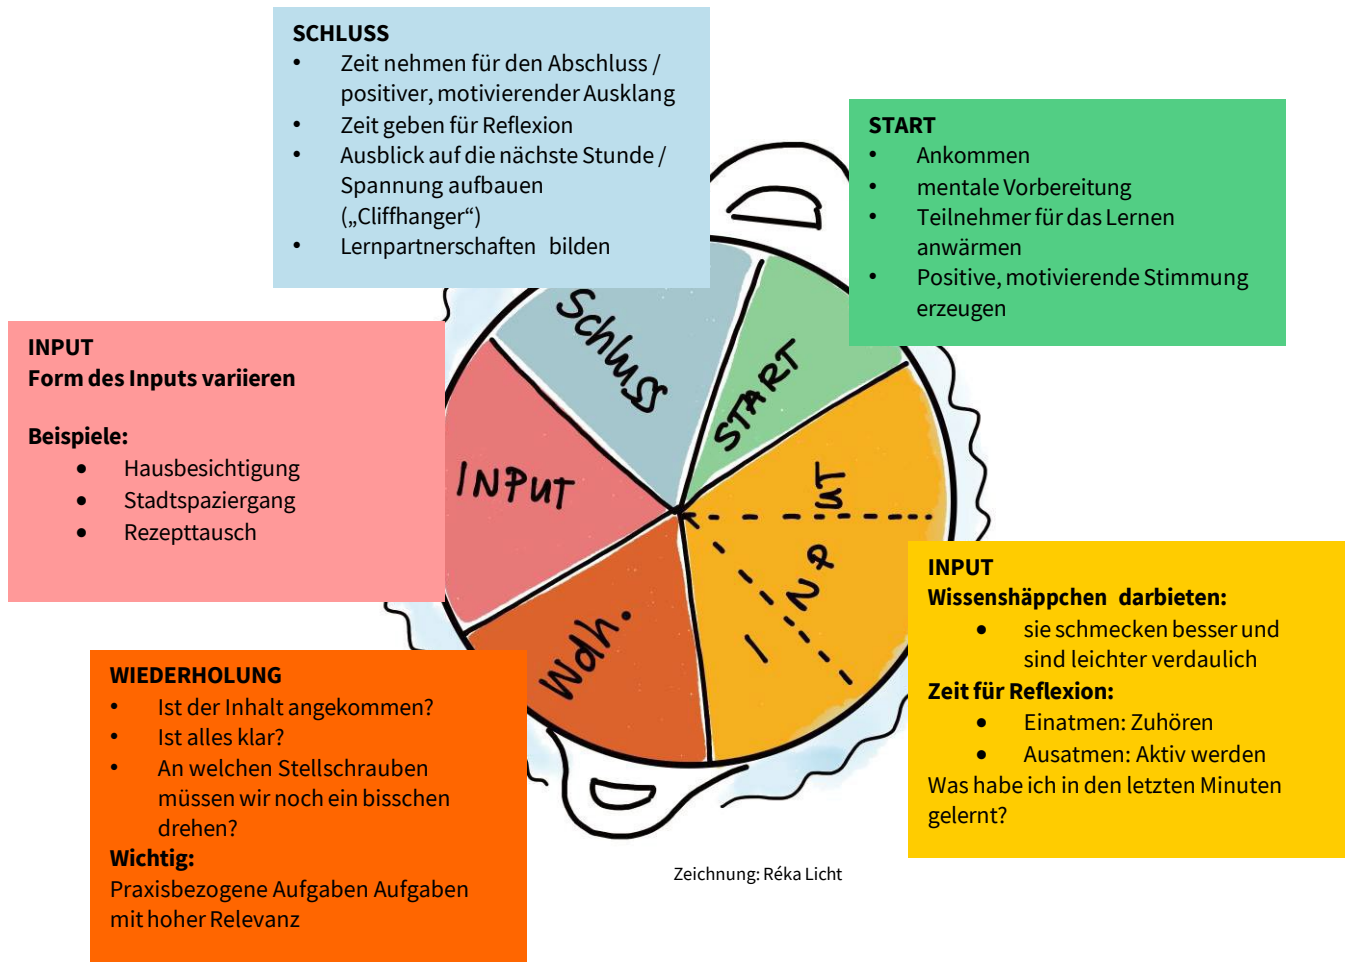 SCHLUSS
• Zeit nehmen für den Abschluss /
positiver, motivierender Ausklang
• Zeit geben für Reflexion
• Ausblick auf die nächste Stunde /
Spannung aufbauen
(„Cliffhanger“)
• Lernpartnerschaften bilden
START
• Ankommen
• mentale Vorbereitung
• Teilnehmer für das Lernen
anwärmen
• Positive, motivierende Stimmung
erzeugen
INPUT
Form des Inputs variieren
Beispiele:
• Hausbesichtigung
• Stadtspaziergang
• Rezepttausch
Schluss
START
INPUT
INPUT
Wdh.
INPUT
Wissenshäppchen darbieten:
• sie schmecken besser und
sind leichter verdaulich
Zeit für Reflexion:
• Einatmen: Zuhören
• Ausatmen: Aktiv werden
Was habe ich in den letzten Minuten
gelernt?
WIEDERHOLUNG
• Ist der Inhalt angekommen?
• Ist alles klar?
• An welchen Stellschrauben
müssen wir noch ein bisschen
drehen?
Wichtig:
Praxisbezogene Aufgaben Aufgaben
mit hoher Relevanz
Zeichnung: Réka Licht